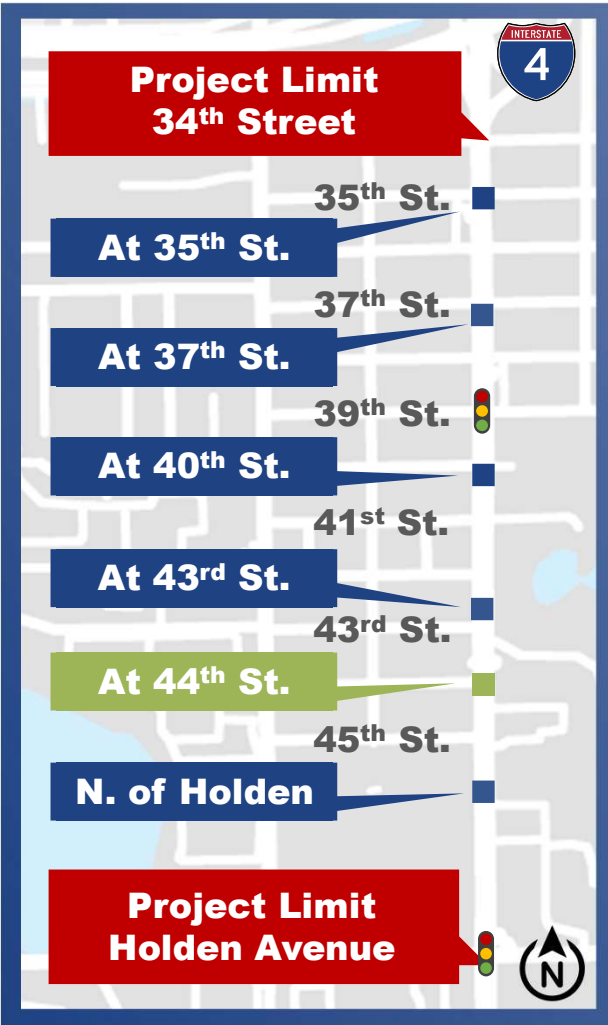 INTERSTATE
4
Project Limit
34th Street
35th St.
At 35th St.
37th St.
At 37th St.
39th St.
At 40th St.
41st St.
At 43rd St.
43rd St.
At 44th St.
45th St.
N. of Holden
Project Limit
Holden Avenue
N